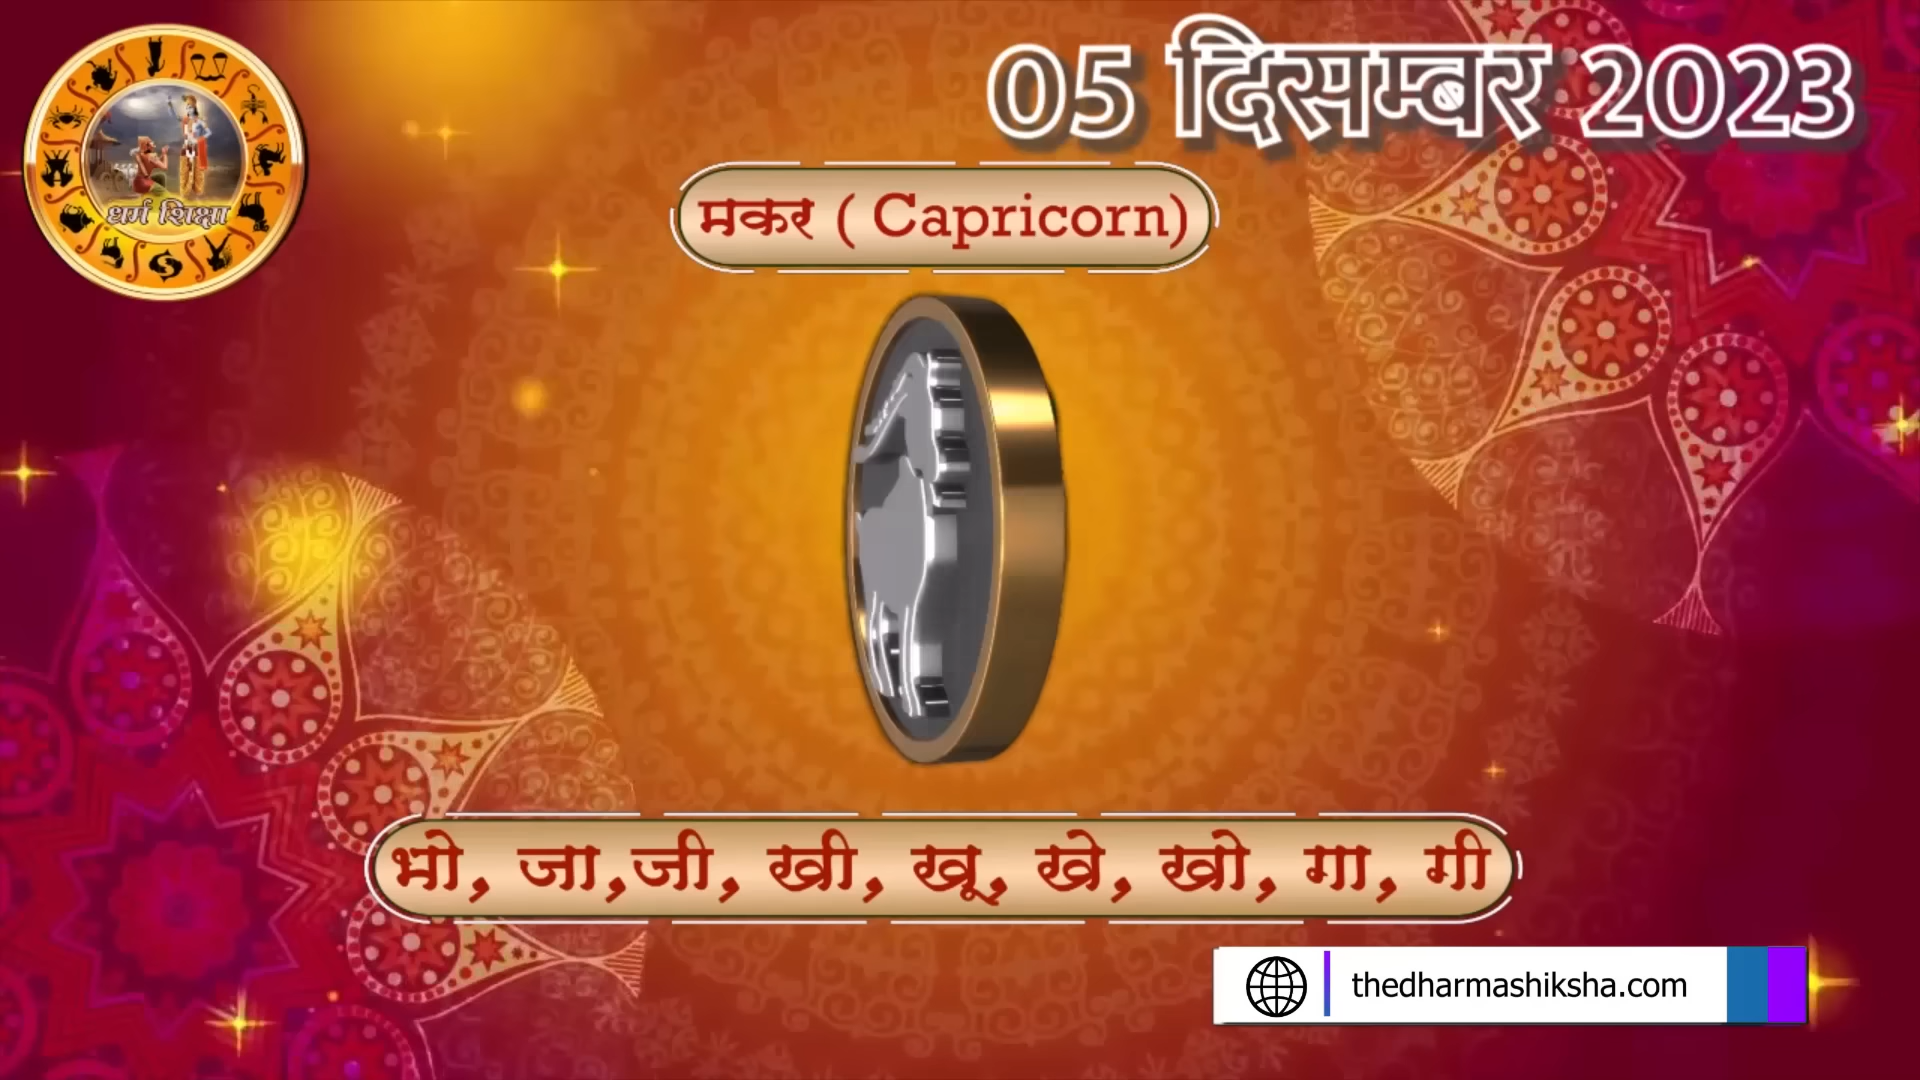 05 दिसम्बर 2023
धर्म शिक्षा
मकर ( Capricorn)
भो, जा,जी, खी, खू, खे, खो, गा, गी
thedharmashiksha.com